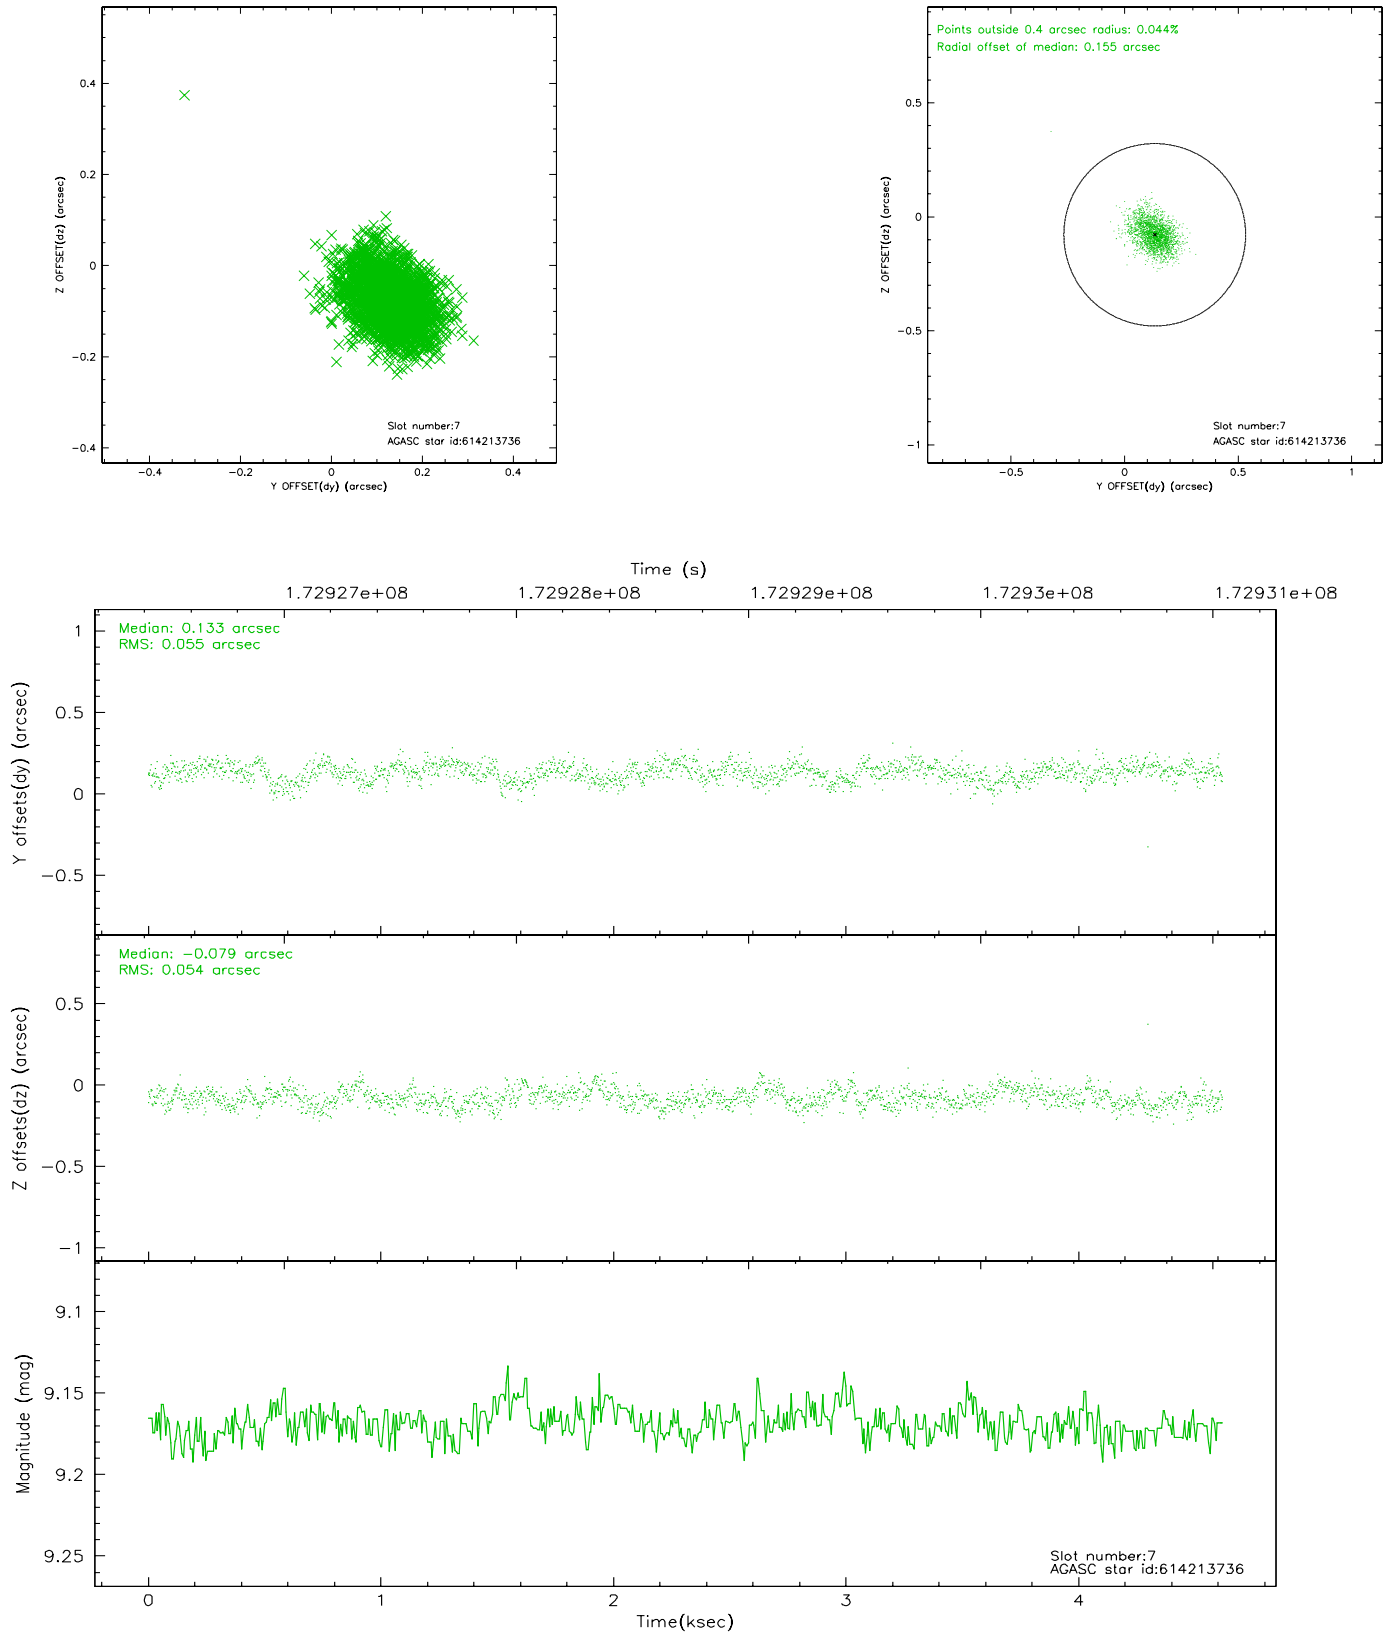 0.4
0.2
0
−0.2
−0.4
Z OFFSET(dz) (arcsec)
Slot number:7
AGASC star id:614213736
−0.4 −0.2 0 0.2 0.4
Y OFFSET(dy) (arcsec)
Points outside 0.4 arcsec radius: 0.044%
Radial offset of median: 0.155 arcsec
0.5
0
−0.5
−1
Z OFFSET(dz) (arcsec)
Slot number:7
AGASC star id:614213736
−0.5 0 0.5 1
Y OFFSET(dy) (arcsec)
Time (s)
1.72927e+08 1.72928e+08 1.72929e+08 1.7293e+08 1.72931e+08
Median: 0.133 arcsec
RMS: 0.055 arcsec
1
0.5
0
−0.5
Y offsets(dy) (arcsec)
Median: −0.079 arcsec
RMS: 0.054 arcsec
0.5
0
−0.5
−1
Z offsets(dz) (arcsec)
9.1
9.15
9.2
9.25
Magnitude (mag)
Slot number:7
AGASC star id:614213736
0 1 2 3 4
Time(ksec)